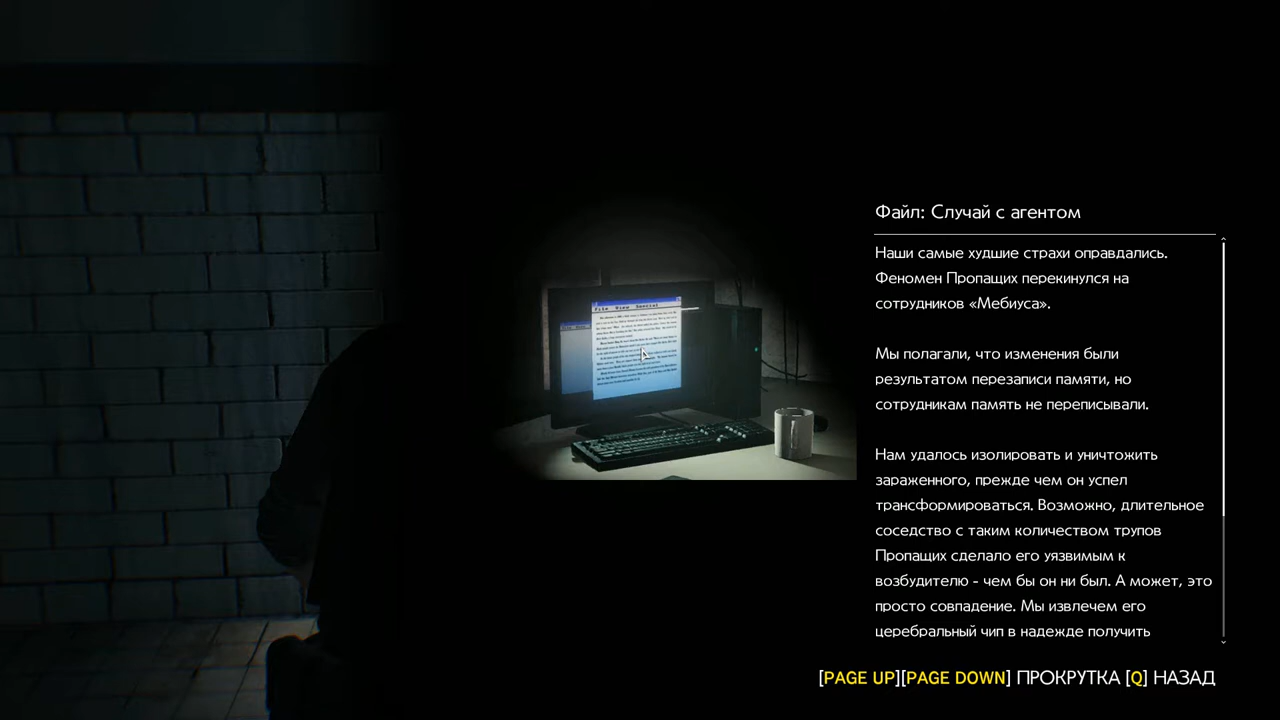 Файл: Случай с агентом
Наши самые худшие страхи оправдались.
Феномен Пропащих перекинулся на
сотрудников «Мебиуса».
Мы полагали, что изменения были
результатом перезаписи памяти, но
сотрудникам память не переписывали.
Нам удалось изолировать и уничтожить
зараженного, прежде чем он успел
трансформироваться. Возможно, длительное
соседство с таким количеством трупов
Пропащих сделало его уязвимым к
возбудителю - чем бы он ни был. А может, это
просто совпадение. Мы извлечем его
церебральный чип в надежде получить
File View Special
[PAGE UP][PAGE DOWN] ПРОКРУТКА [Q] НАЗАД